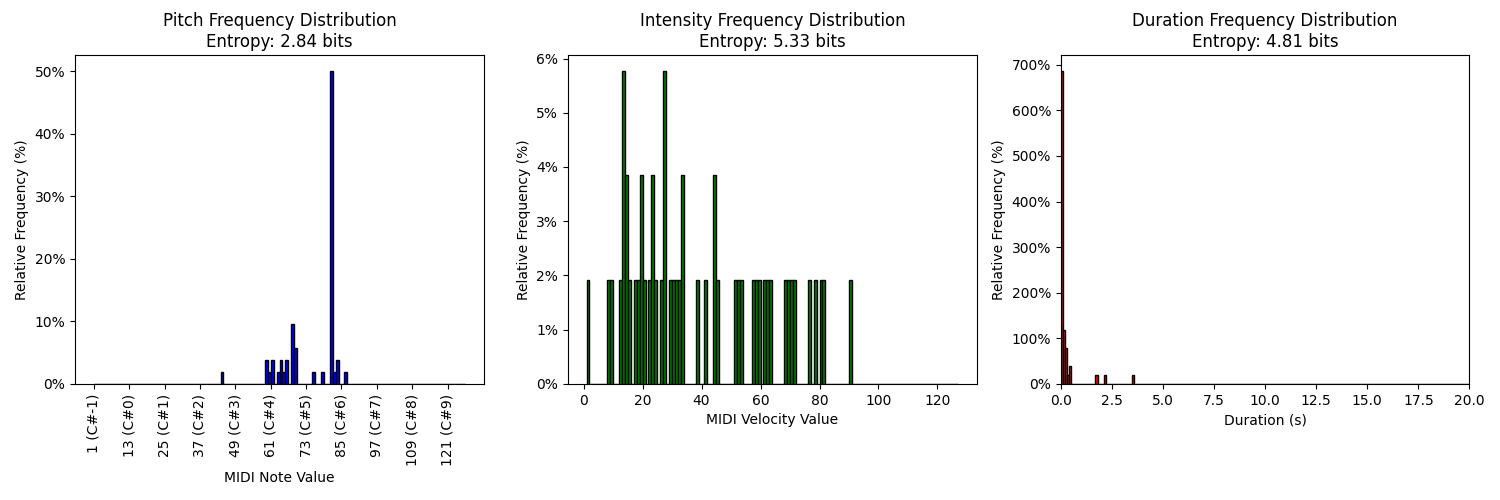 Pitch Frequency Distribution
Entropy: 2.84 bits
50%
40%
30%
20%
10%
0%
Relative Frequency (%)
1 (C#-1)
13 (C#0)
25 (C#1)
37 (C#2)
49 (C#3)
61 (C#4)
73 (C#5)
85 (C#6)
97 (C#7)
109 (C#8)
121 (C#9)
MIDI Note Value
Intensity Frequency Distribution
Entropy: 5.33 bits
6%
5%
4%
3%
2%
1%
0%
Relative Frequency (%)
0 20 40 60 80 100 120
MIDI Velocity Value
Duration Frequency Distribution
Entropy: 4.81 bits
700%
600%
500%
400%
300%
200%
100%
0%
Relative Frequency (%)
0.0 2.5 5.0 7.5 10.0 12.5 15.0 17.5 20.0
Duration (s)